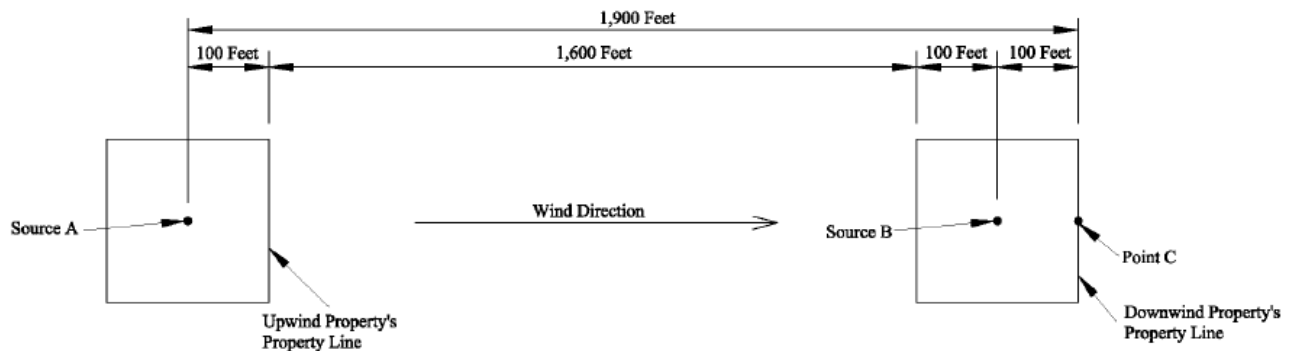 1,900 Feet
100 Feet
1,600 Feet
100 Feet
100 Feet
Wind Direction
Source A
Source B
Point C
Upwind Property's
Property Line
Downwind Property's
Property Line